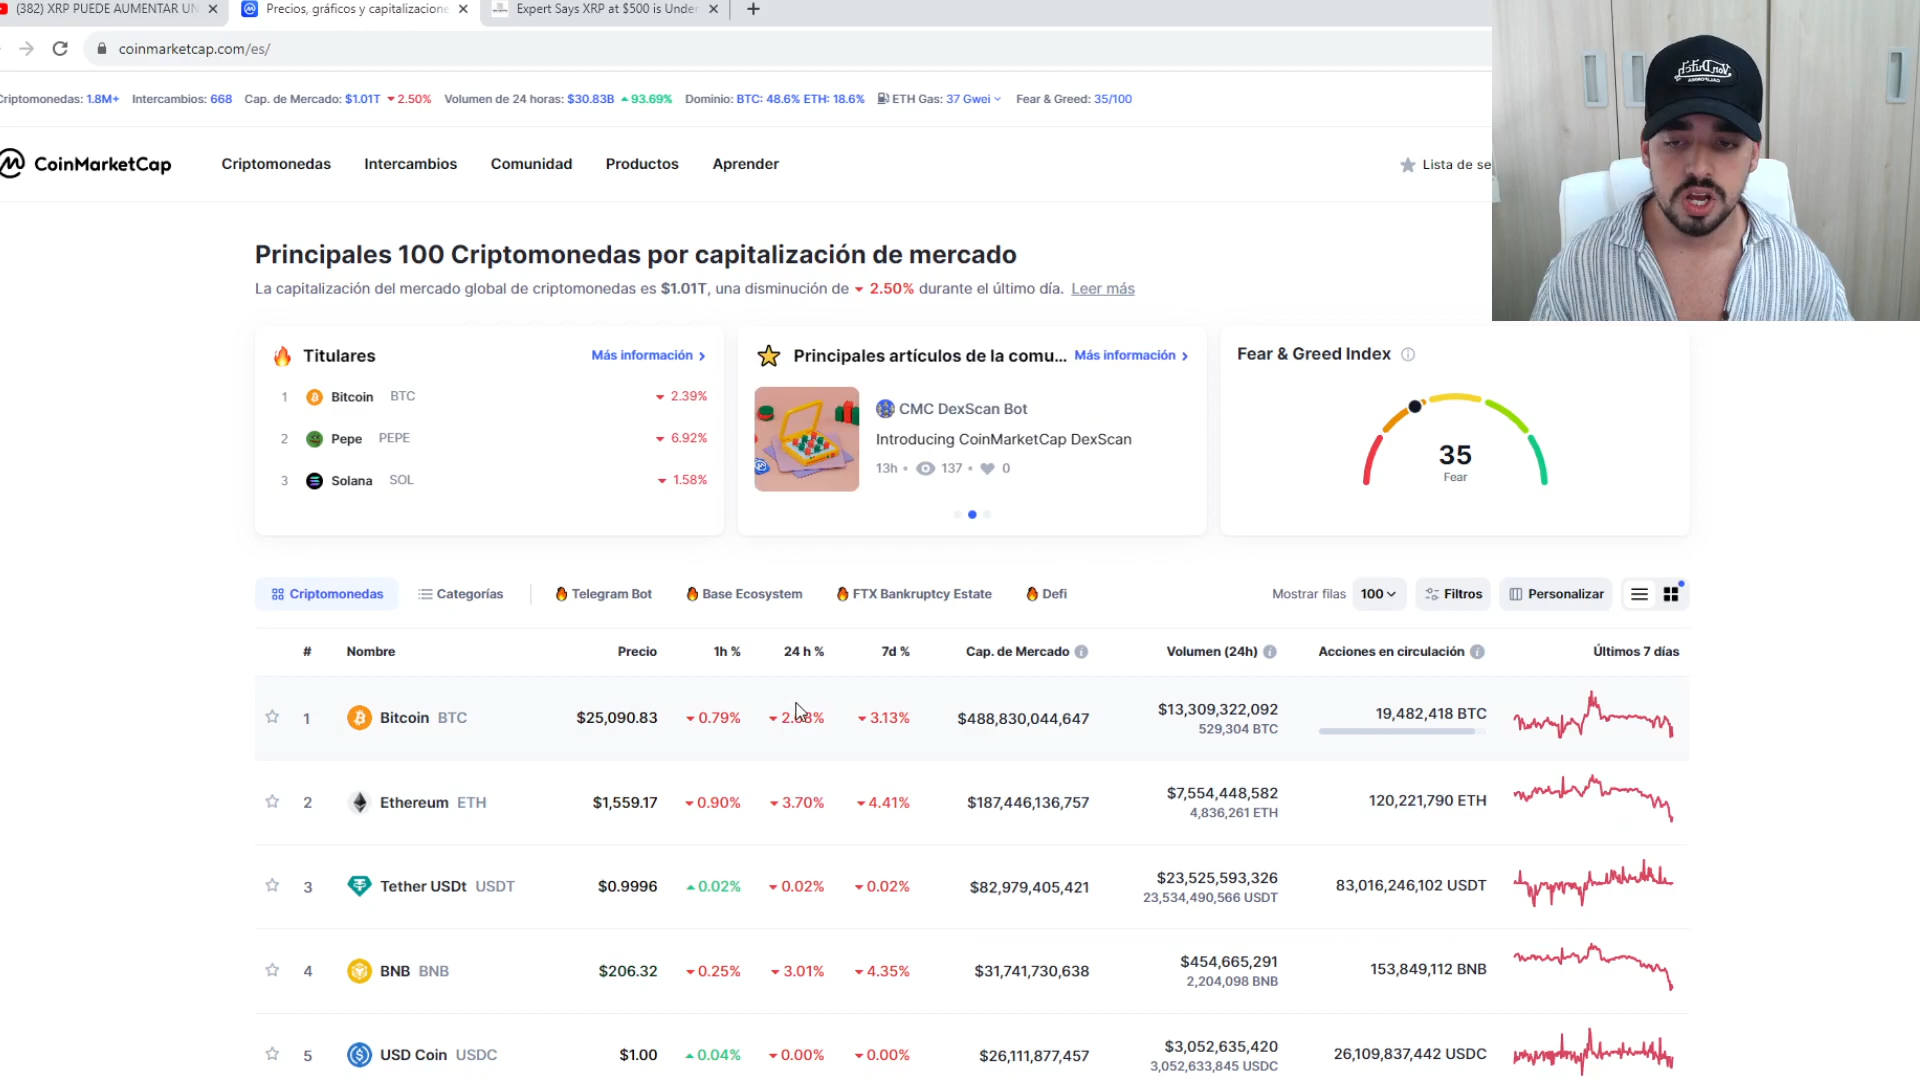 (382) XRP PUEDE AUMENTAR UN
Precios, gráficos y capitalizacione
Expert Says XRP at $500 is Under
coinmarketcap.com/es/
Criptomonedas: 1.8M+ Intercambios: 668 Cap. de Mercado: $1.01T 2.50% Volumen de 24 horas: $30.83B 93.69% Dominio: BTC: 48.6% ETH: 18.6% ETH Gas: 37 Gwei Fear & Greed: 35/100
CoinMarketCap Criptomonedas Intercambios Comunidad Productos Aprender Lista de se
Von Dutch
Principales 100 Criptomonedas por capitalización de mercado
La capitalización del mercado global de criptomonedas es $1.01T, una disminución de 2.50% durante el último día. Leer más
Titulares Más información
1 Bitcoin BTC 2.39%
2 Pepe PEPE 6.92%
3 Solana SOL 1.58%
Principales artículos de la comu... Más información
CMC DexScan Bot
Introducing CoinMarketCap DexScan
13h • 137 • 0
Fear & Greed Index
35
Fear
Criptomonedas Categorías Telegram Bot Base Ecosystem FTX Bankruptcy Estate Defi Mostrar filas 100 Filtros Personalizar
# Nombre Precio 1h % 24 h % 7d % Cap. de Mercado Volumen (24h) Acciones en circulación Últimos 7 días
1 Bitcoin BTC $25,090.83 0.79% 3.13% $488,830,044,647 $13,309,322,092 19,482,418 BTC
529,304 BTC
2 Ethereum ETH $1,559.17 0.90% 3.70% 4.41% $187,446,136,757 $7,554,448,582 120,221,790 ETH
4,836,261 ETH
3 Tether USDt USDT $0.9996 0.02% 0.02% 0.02% $82,979,405,421 $23,525,593,326 83,016,246,102 USDT
23,534,490,566 USDT
4 BNB BNB $206.32 0.25% 3.01% 4.35% $31,741,730,638 $454,665,291 153,849,112 BNB
2,204,098 BNB
5 USD Coin USDC $1.00 0.04% 0.00% 0.00% $26,111,877,457 $3,052,635,420 26,109,837,442 USDC
3,052,633,845 USDC